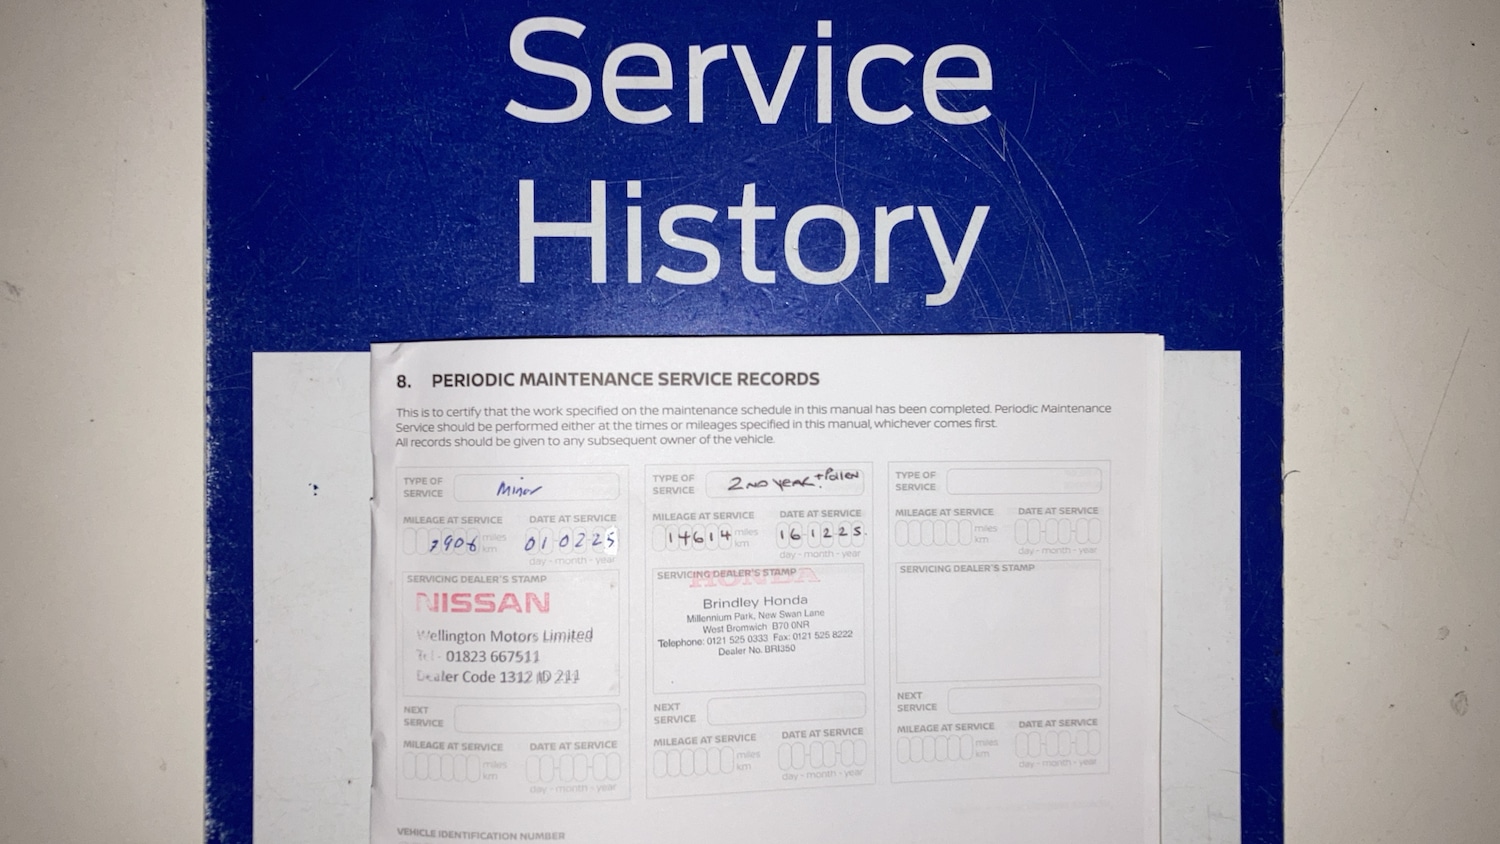 Service
History
8. PERIODIC MAINTENANCE SERVICE RECORDS
This is to certify that the work specified on the maintenance schedule in this manual has been completed. Periodic Maintenance
Service should be performed either at the times or mileages specified in this manual, whichever comes first.
All records should be given to any subsequent owner of the vehicle.
TYPE OF
SERVICE
Minor
MILEAGE AT SERVICE
DATE AT SERVICE
7906 miles
km
010225
day - month - year
SERVICING DEALER'S STAMP
NISSAN
Wellington Motors Limited
Tel - 01823 667511
Dealer Code 1312 AD 211
NEXT
SERVICE
MILEAGE AT SERVICE
DATE AT SERVICE
miles
km
day - month - year
TYPE OF
SERVICE
2ND YEAR + Pollen
MILEAGE AT SERVICE
DATE AT SERVICE
14614 miles
km
161225.
day - month - year
SERVICING DEALER'S STAMP
HONDA
Brindley Honda
Millennium Park, New Swan Lane
West Bromwich B70 0NR
Telephone: 0121 525 0333 Fax: 0121 525 8222
Dealer No. BRI350
NEXT
SERVICE
MILEAGE AT SERVICE
DATE AT SERVICE
miles
km
day - month - year
TYPE OF
SERVICE
MILEAGE AT SERVICE
DATE AT SERVICE
miles
km
day - month - year
SERVICING DEALER'S STAMP
NEXT
SERVICE
MILEAGE AT SERVICE
DATE AT SERVICE
miles
km
day - month - year
VEHICLE IDENTIFICATION NUMBER